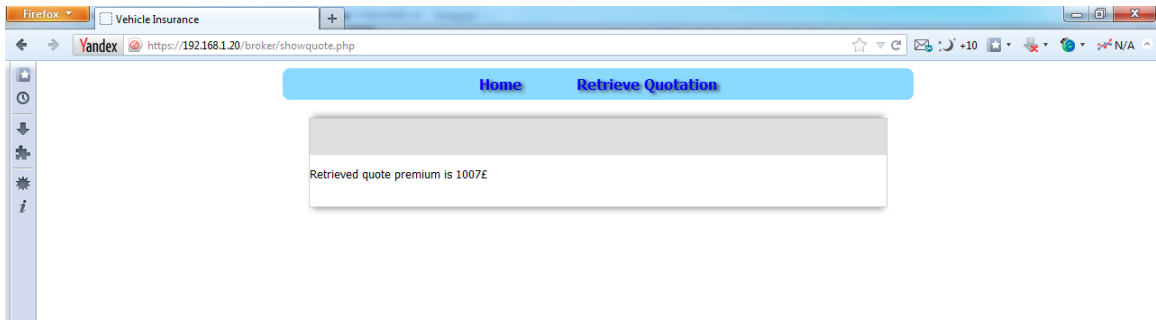 Firefox
Vehicle Insurance
Yandex https://192.168.1.20/broker/showquote.php +10 N/A
Home Retrieve Quotation
Retrieved quote premium is 1007£